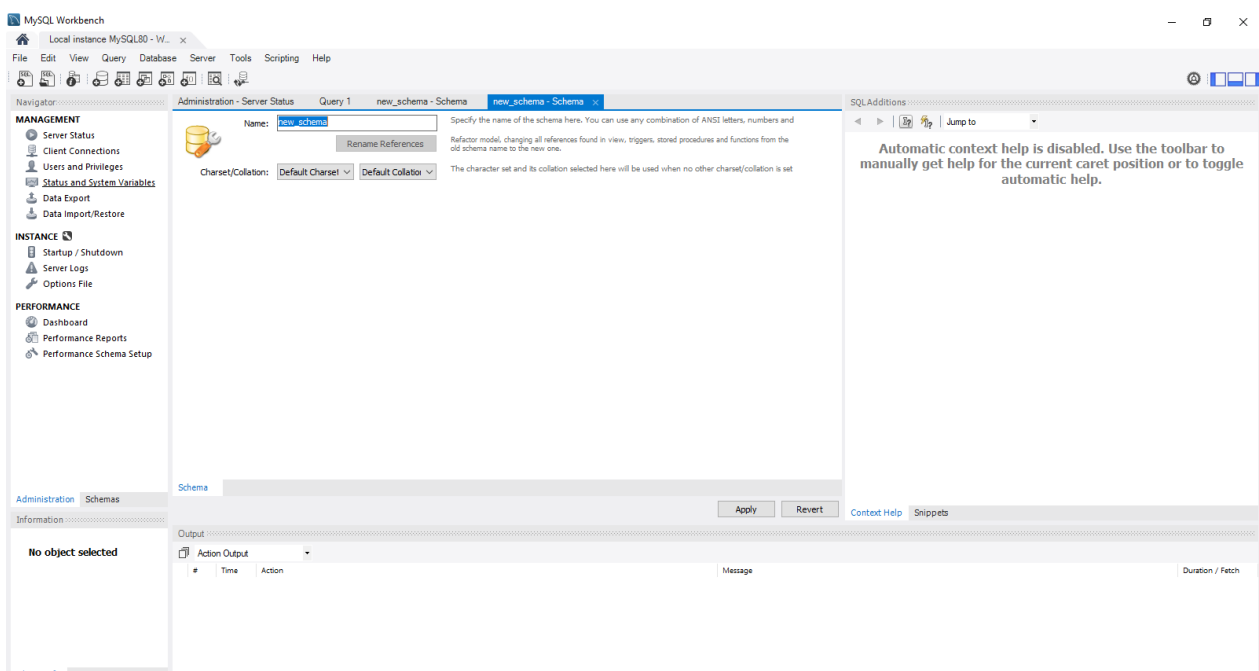 MySQL Workbench
Local instance MySQL80 - W...
File Edit View Query Database Server Tools Scripting Help
Navigator
MANAGEMENT
Server Status
Client Connections
Users and Privileges
Status and System Variables
Data Export
Data Import/Restore
INSTANCE
Startup / Shutdown
Server Logs
Options File
PERFORMANCE
Dashboard
Performance Reports
Performance Schema Setup
Administration Schemas
Information
No object selected
Administration - Server Status Query 1 new_schema - Schema new_schema - Schema
Name: new_schema Specify the name of the schema here. You can use any combination of ANSI letters, numbers and
Rename References Refactor model, changing all references found in view, triggers, stored procedures and functions from the
old schema name to the new one.
Charset/Collation: Default Charset Default Collation The character set and its collation selected here will be used when no other charset/collation is set
Schema
Apply Revert
Output
Action Output
# Time Action Message Duration / Fetch
SQLAdditions
Jump to
Automatic context help is disabled. Use the toolbar to
manually get help for the current caret position or to toggle
automatic help.
Context Help Snippets